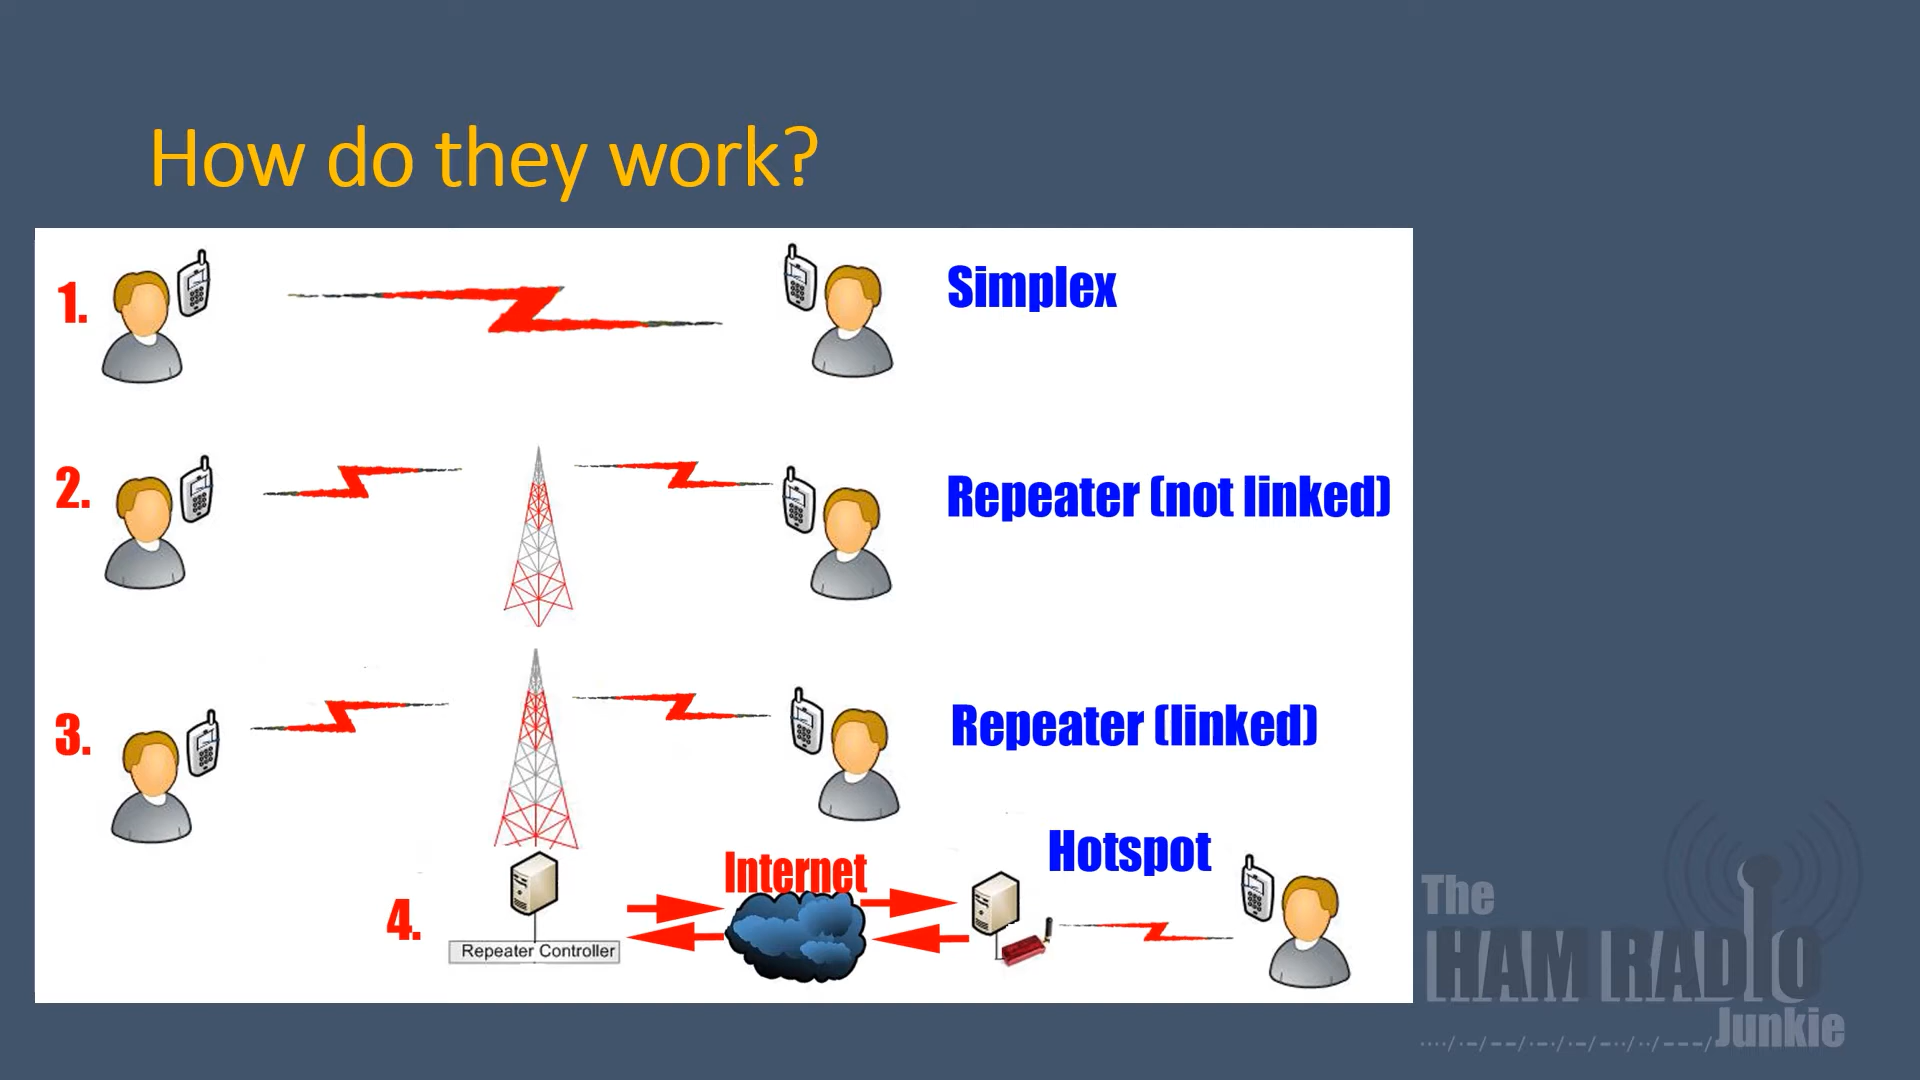 How do they work?
1.
Simplex
2.
Repeater (not linked)
3.
Repeater (linked)
Hotspot
Internet
4.
Repeater Controller
The
HAM RADIO
Junkie
..../.-/--/.-./.-/-../../---/